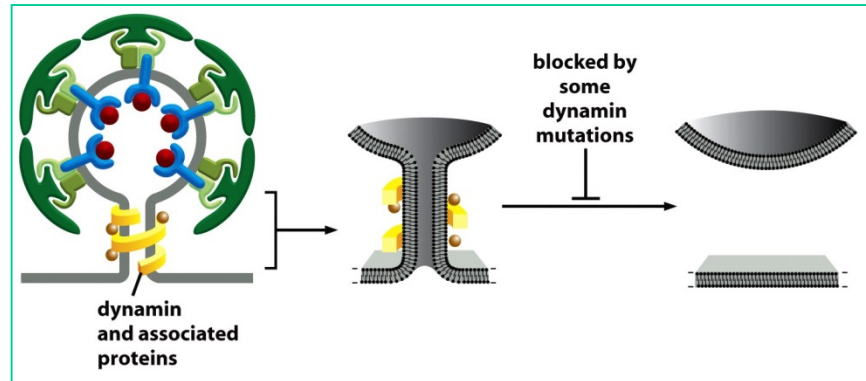 blocked by
some
dynamin
mutations
dynamin
and associated
proteins